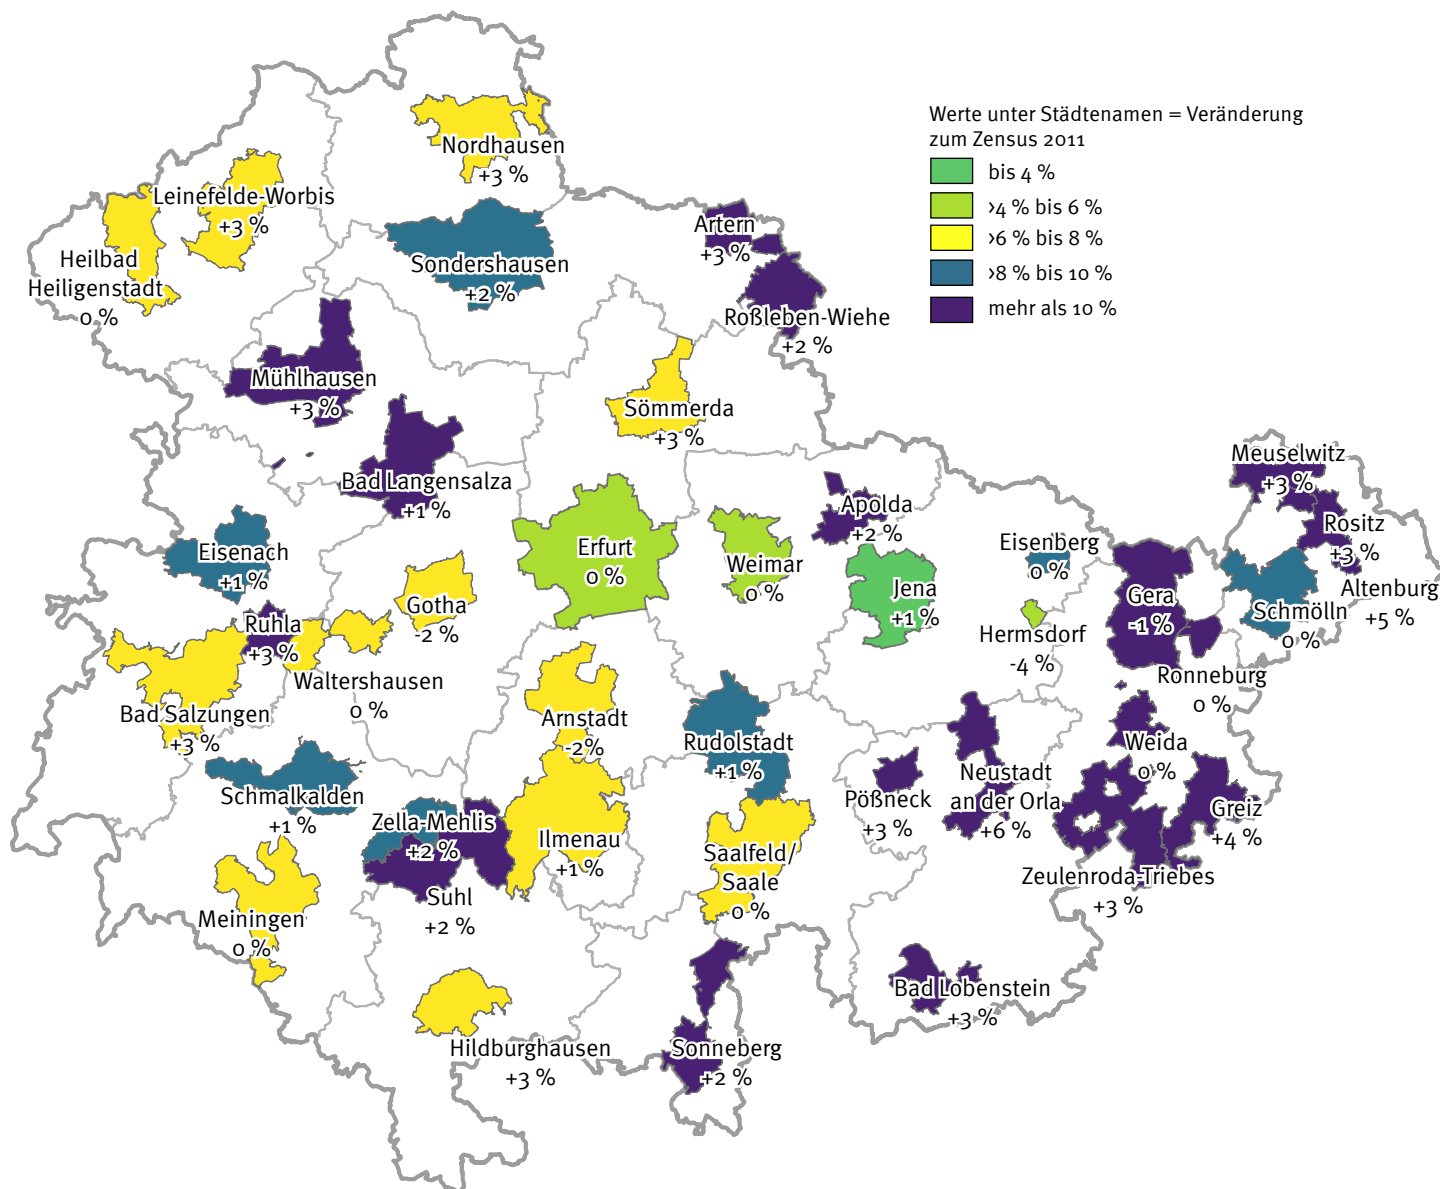 Werte unter Städtenamen = Veränderung
zum Zensus 2011
bis 4 %
>4 % bis 6 %
>6 % bis 8 %
>8 % bis 10 %
mehr als 10 %
Nordhausen
+3 %
Leinefelde-Worbis
+3 %
Heilbad
Heiligenstadt
0 %
Sondershausen
+2 %
Artern
+3 %
Roßleben-Wiehe
+2 %
Mühlhausen
+3 %
Sömmerda
+3 %
Bad Langensalza
+1 %
Meuselwitz
+3 %
Rositz
+3 %
Altenburg
+5 %
Schmölln
0 %
Apolda
+2 %
Eisenberg
0 %
Eisenach
+1 %
Erfurt
0 %
Weimar
0 %
Jena
+1 %
Gera
-1 %
Gotha
-2 %
Ruhla
+3 %
Hermsdorf
-4 %
Ronneburg
0 %
Waltershausen
0 %
Bad Salzungen
+3 %
Arnstadt
-2%
Rudolstadt
+1 %
Weida
0 %
Schmalkalden
+1 %
Zella-Mehlis
+2 %
Ilmenau
+1 %
Pößneck
+3 %
Neustadt
an der Orla
+6 %
Greiz
+4 %
Saalfeld/
Saale
0 %
Zeulenroda-Triebes
+3 %
Suhl
+2 %
Meiningen
0 %
Bad Lobenstein
+3 %
Hildburghausen
+3 %
Sonneberg
+2 %